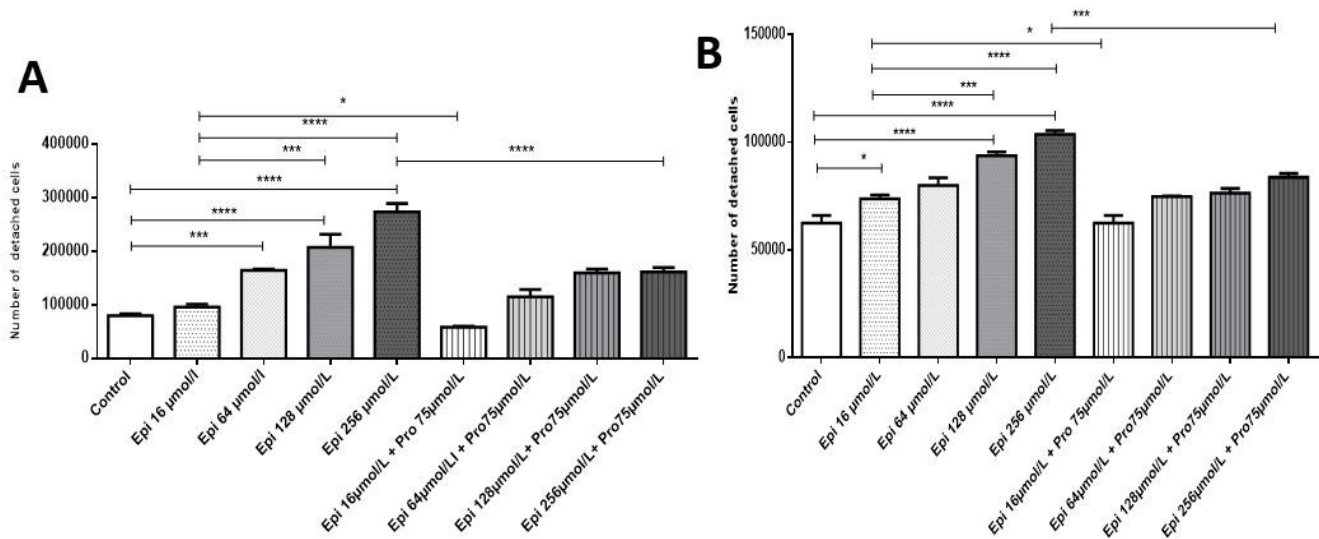 A
Number of detached cells
400000
300000
200000
100000
0
*
****
***
****
****
****
***
Control
Epi 16 µmol/l
Epi 64 µmol/l
Epi 128 µmol/L
Epi 256 µmol/L
Epi 16µmol/L + Pro 75µmol/L
Epi 64µmol/Ll + Pro75µmol/L
Epi 128µmol/L+ Pro75µmol/L
Epi 256µmol/L+ Pro75µmol/L
B
Number of detached cells
150000
100000
50000
0
***
*
****
***
****
****
*
Control
Epi 16 µmol/L
Epi 64 µmol/L
Epi 128 µmol/L
Epi 256 µmol/L
Epi 16µmol/L + Pro 75µmol/L
Epi 64µmol/L + Pro75µmol/L
Epi 128µmol/L+ Pro75µmol/L
Epi 256µmol/L+ Pro75µmol/L